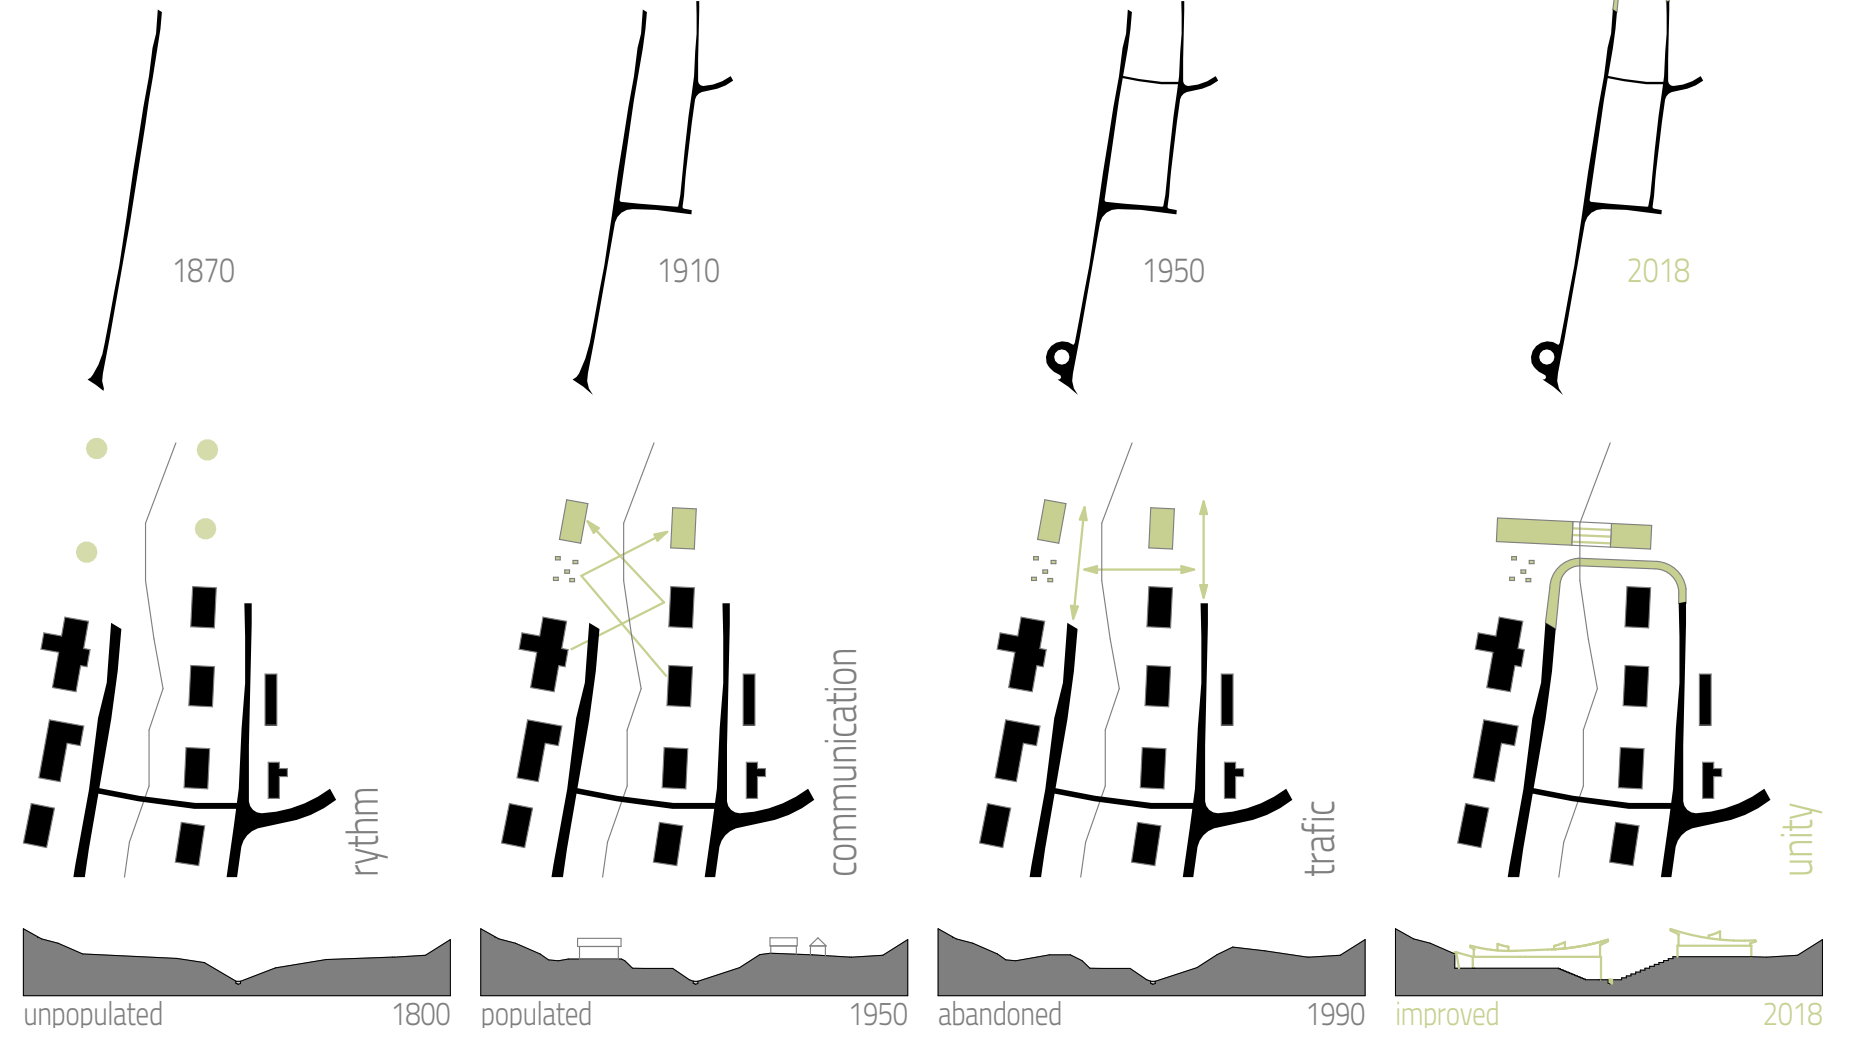 1870
1910
1950
2018
rythm
communication
trafic
unity
unpopulated 1800
populated 1950
abandoned 1990
improved 2018